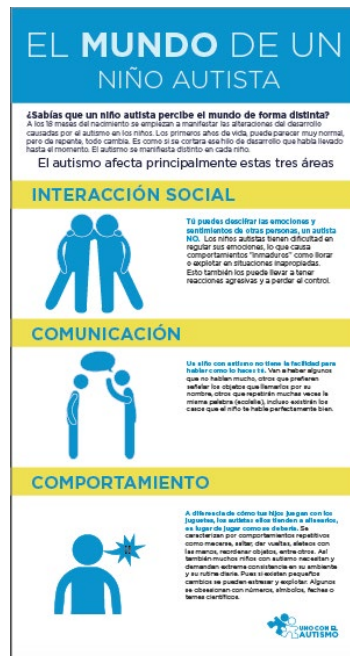 EL MUNDO DE UN
NIÑO AUTISTA
¿Sabías que un niño autista percibe el mundo de forma distinta?
A los 18 meses del nacimiento se empiezan a manifestar las alteraciones del desarrollo
causadas por el autismo en los niños. Los primeros años de vida, puede parecer muy normal,
pero de repente, todo cambia. Es como si se cortara ese hilo de desarrollo que había llevado
hasta el momento. El autismo se manifiesta distinto en cada niño.
El autismo afecta principalmente estas tres áreas
INTERACCIÓN SOCIAL
Tú puedes descifrar las emociones y
sentimientos de otras personas, un autista
NO. Los niños autistas tienen dificultad en
regular sus emociones, lo que causa
comportamientos "inmaduros" como llorar
o explotar en situaciones inapropiadas.
Esto también los puede llevar a tener
reacciones agresivas y a perder el control.
COMUNICACIÓN
Un niño con autismo no tiene la facilidad para
hablar como lo haces tú. Van a haber algunos
que no hablen mucho, otros que prefieren
señalar los objetos que llamarlos por su
nombre, otros que repetirán muchas veces la
misma palabra (ecolalia), incluso existirán los
casos que el niño te hable perfectamente bien.
COMPORTAMIENTO
A diferencia de cómo tus hijos juegan con los
juguetes, los autistas ellos tienden a alinearlos,
en lugar de jugar como se debería. Se
caracterizan por comportamientos repetitivos
como mecerse, saltar, dar vueltas, aleteos con
las manos, reordenar objetos, entre otros. Así
también muchos niños con autismo necesitan y
demandan extrema consistencia en su ambiente
y su rutina diaria. Pues si existen pequeños
cambios se pueden estresar y explotar. Algunos
se obsesionan con números, símbolos, fechas o
temas científicos.
UNO CON EL
AUTISMO